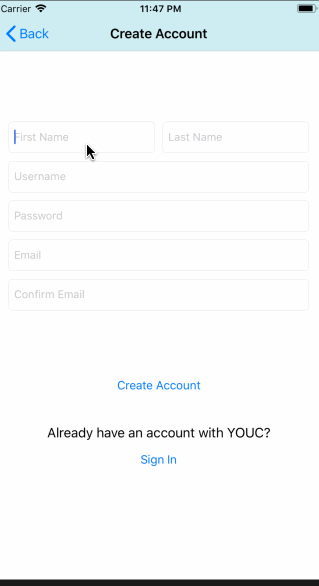 Carrier 11:47 PM
Back Create Account
First Name Last Name
Username
Password
Email
Confirm Email
Create Account
Already have an account with YOUC?
Sign In